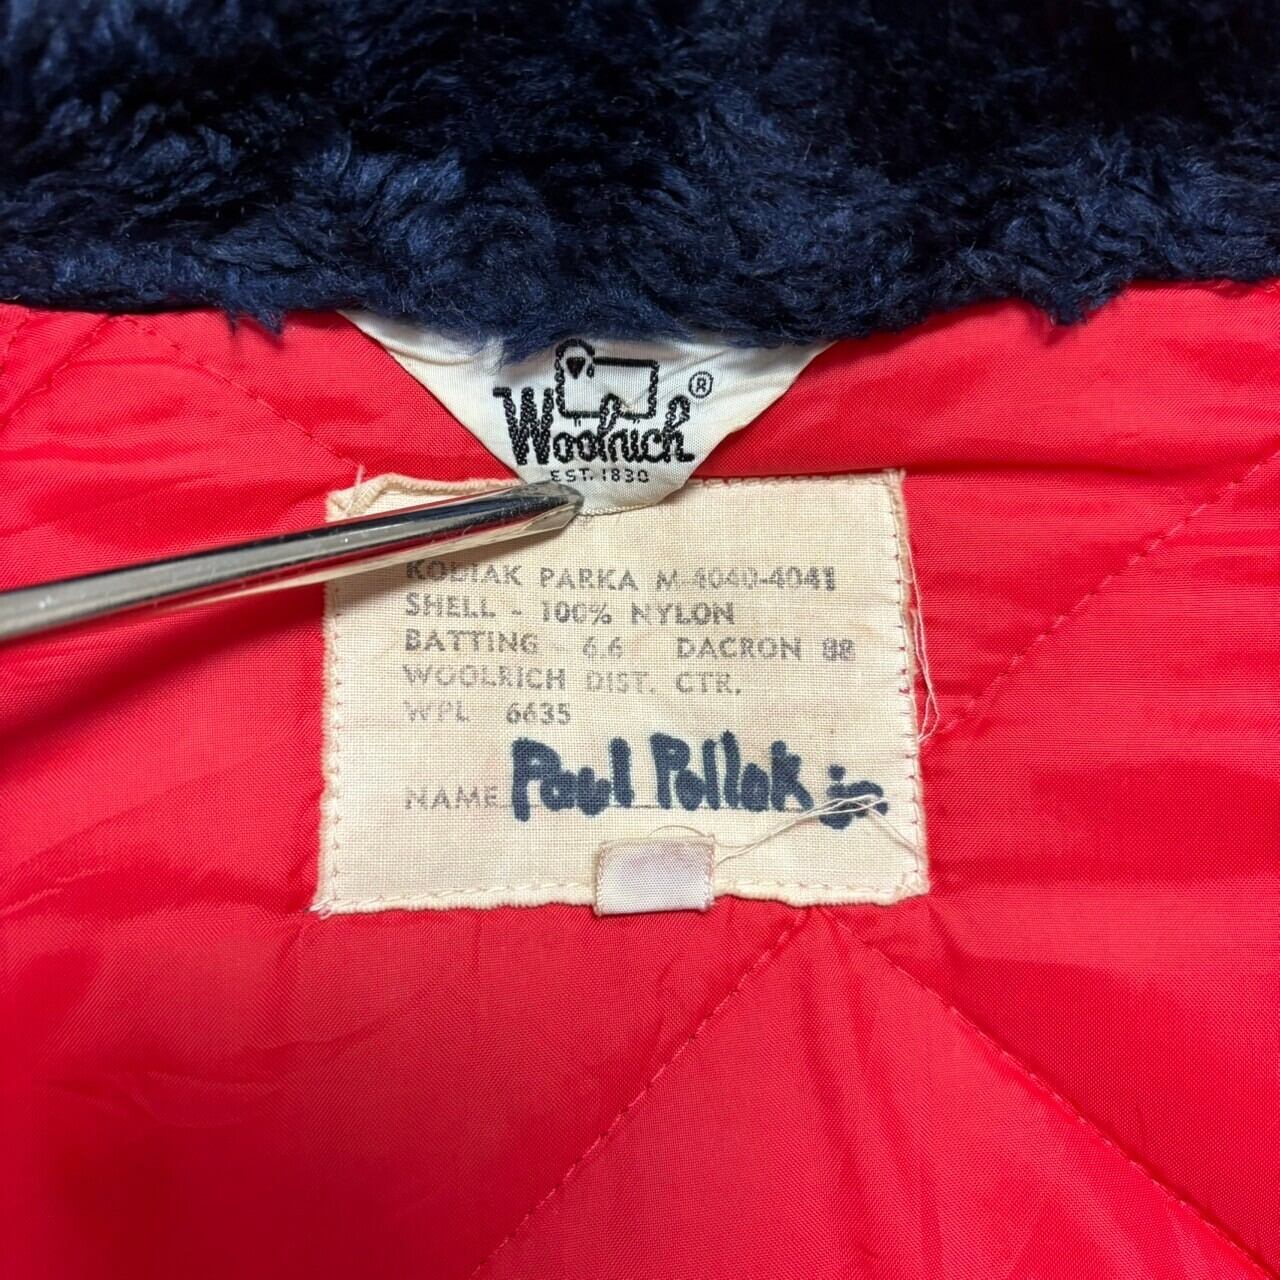 Woolrich ®
EST. 1830
KODIAK PARKA M-4040-4041
SHELL - 100% NYLON
BATTING - 6.6 DACRON 88
WOOLRICH DIST. CTR.
WPL 6635
NAME Paul Pollak jr.